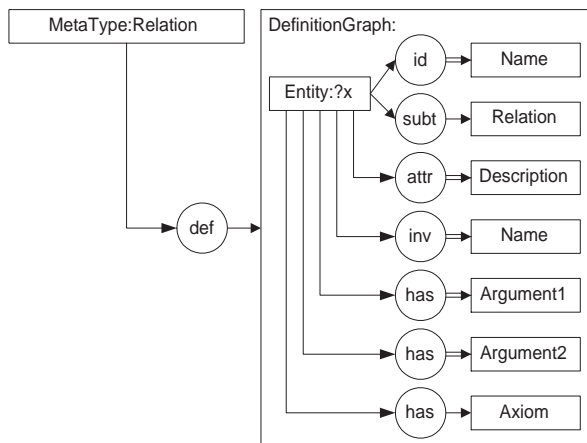 MetaType:Relation
DefinitionGraph:
id
Name
Entity:?x
subt
Relation
attr
Description
def
inv
Name
has
Argument1
has
Argument2
has
Axiom